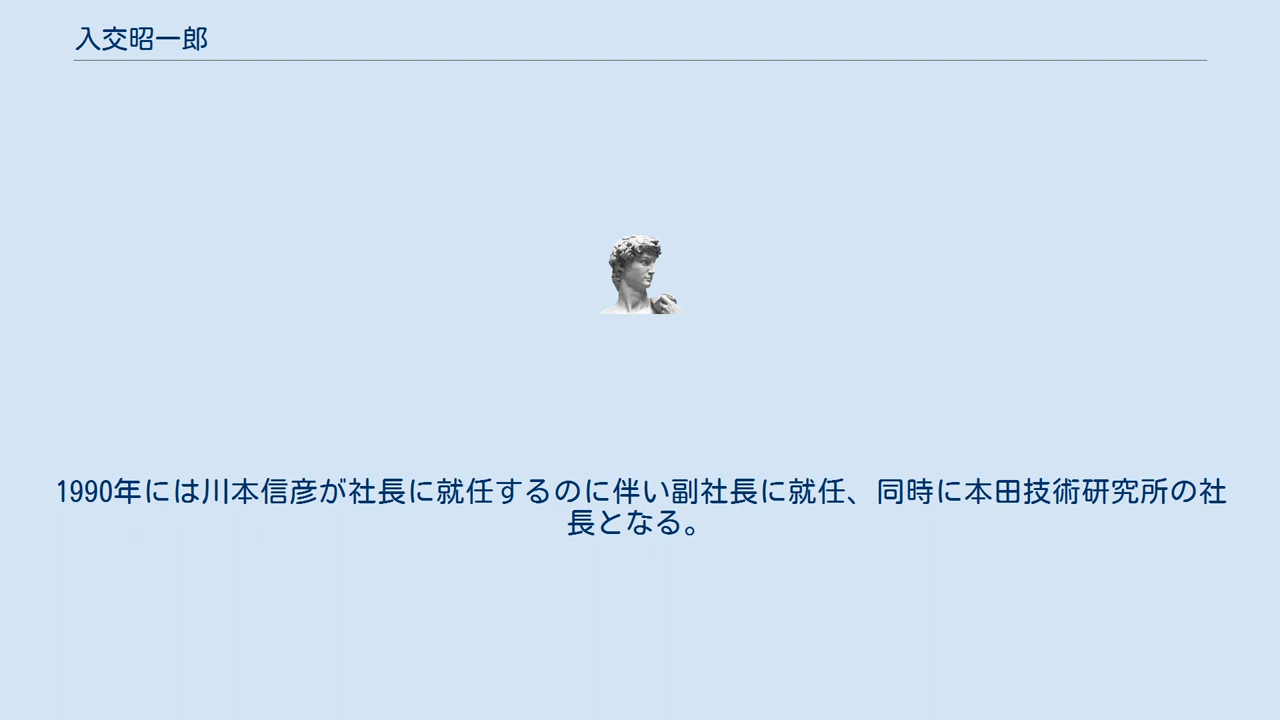 入交昭一郎
1990年には川本信彦が社長に就任するのに伴い副社長に就任、同時に本田技術研究所の社
長となる。